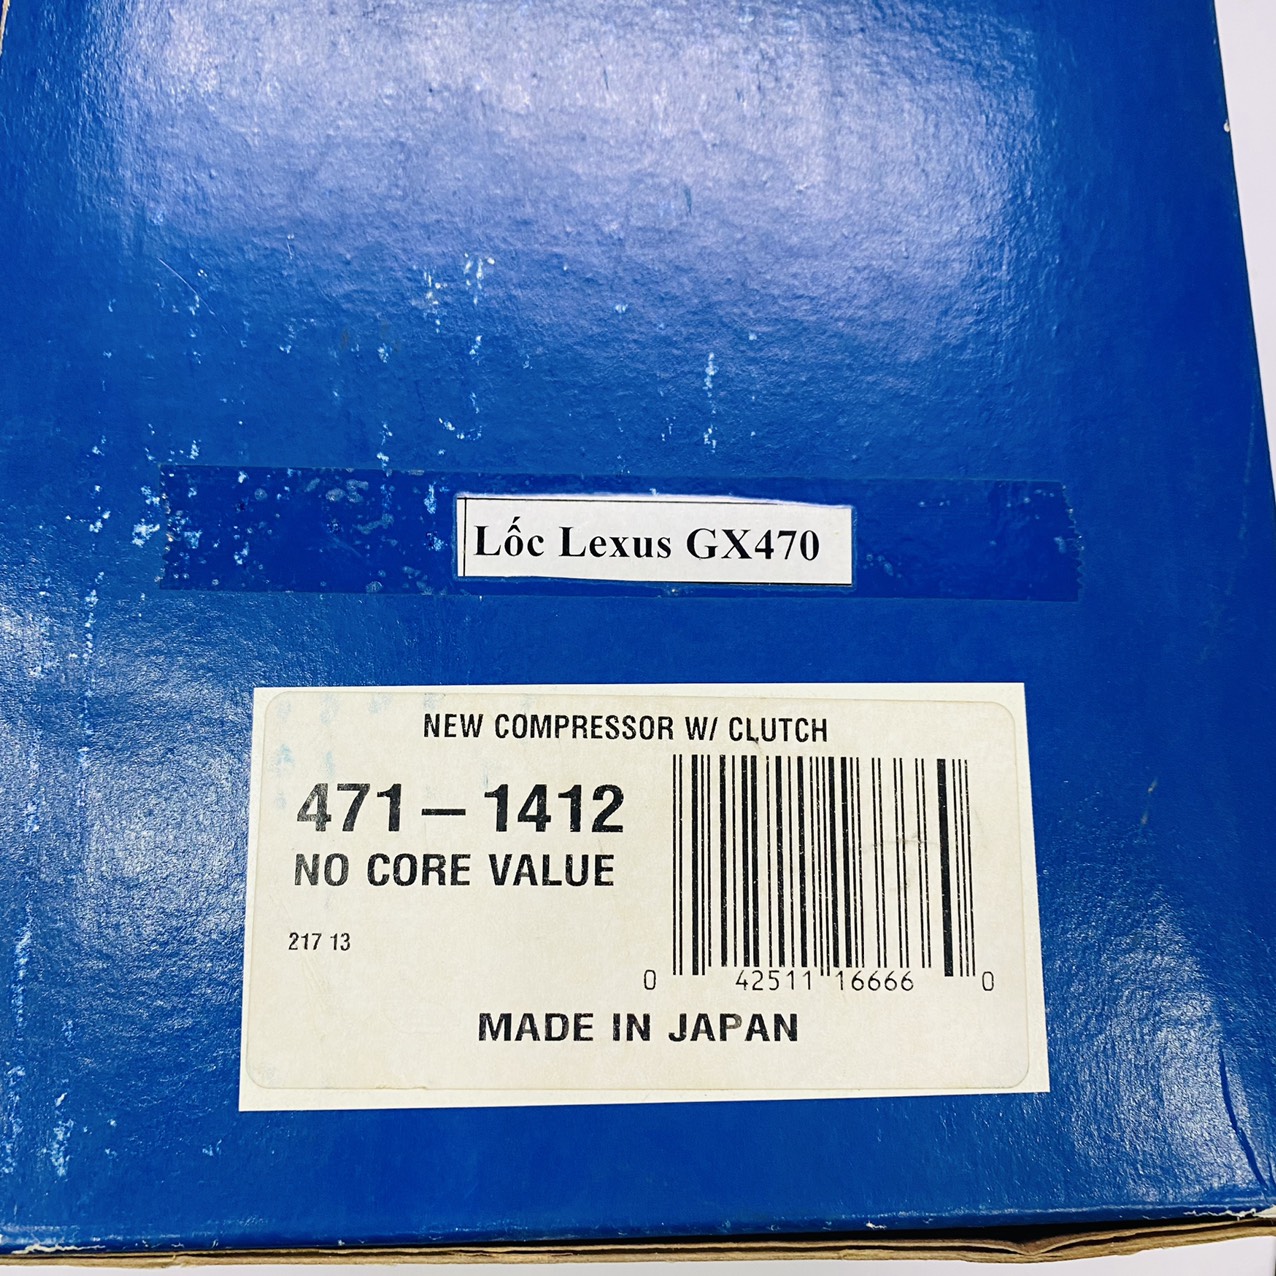 Lốc Lexus GX470
NEW COMPRESSOR W/ CLUTCH
471-1412
NO CORE VALUE
217 13
0 42511 16666 0
MADE IN JAPAN